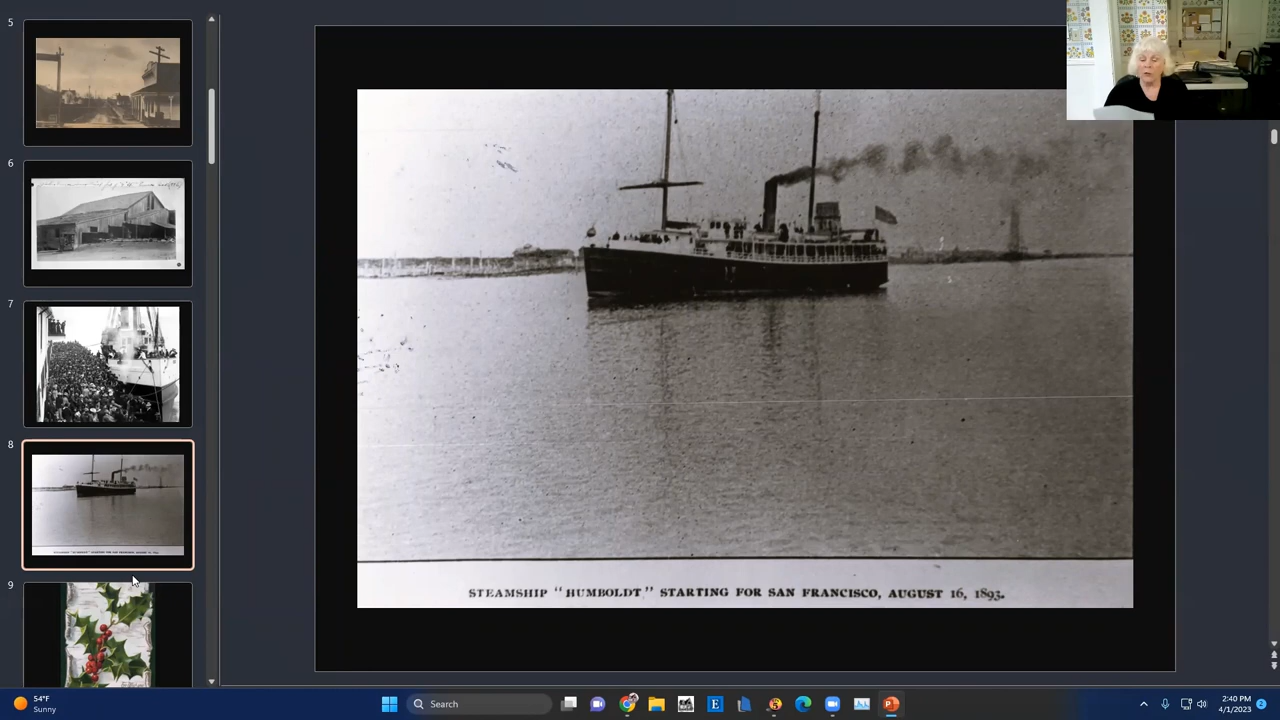 5
6
7
8
9
STEAMSHIP "HUMBOLDT" STARTING FOR SAN FRANCISCO, AUGUST 16, 1893.
54°F
Sunny
Search
2:40 PM
4/1/2023
2